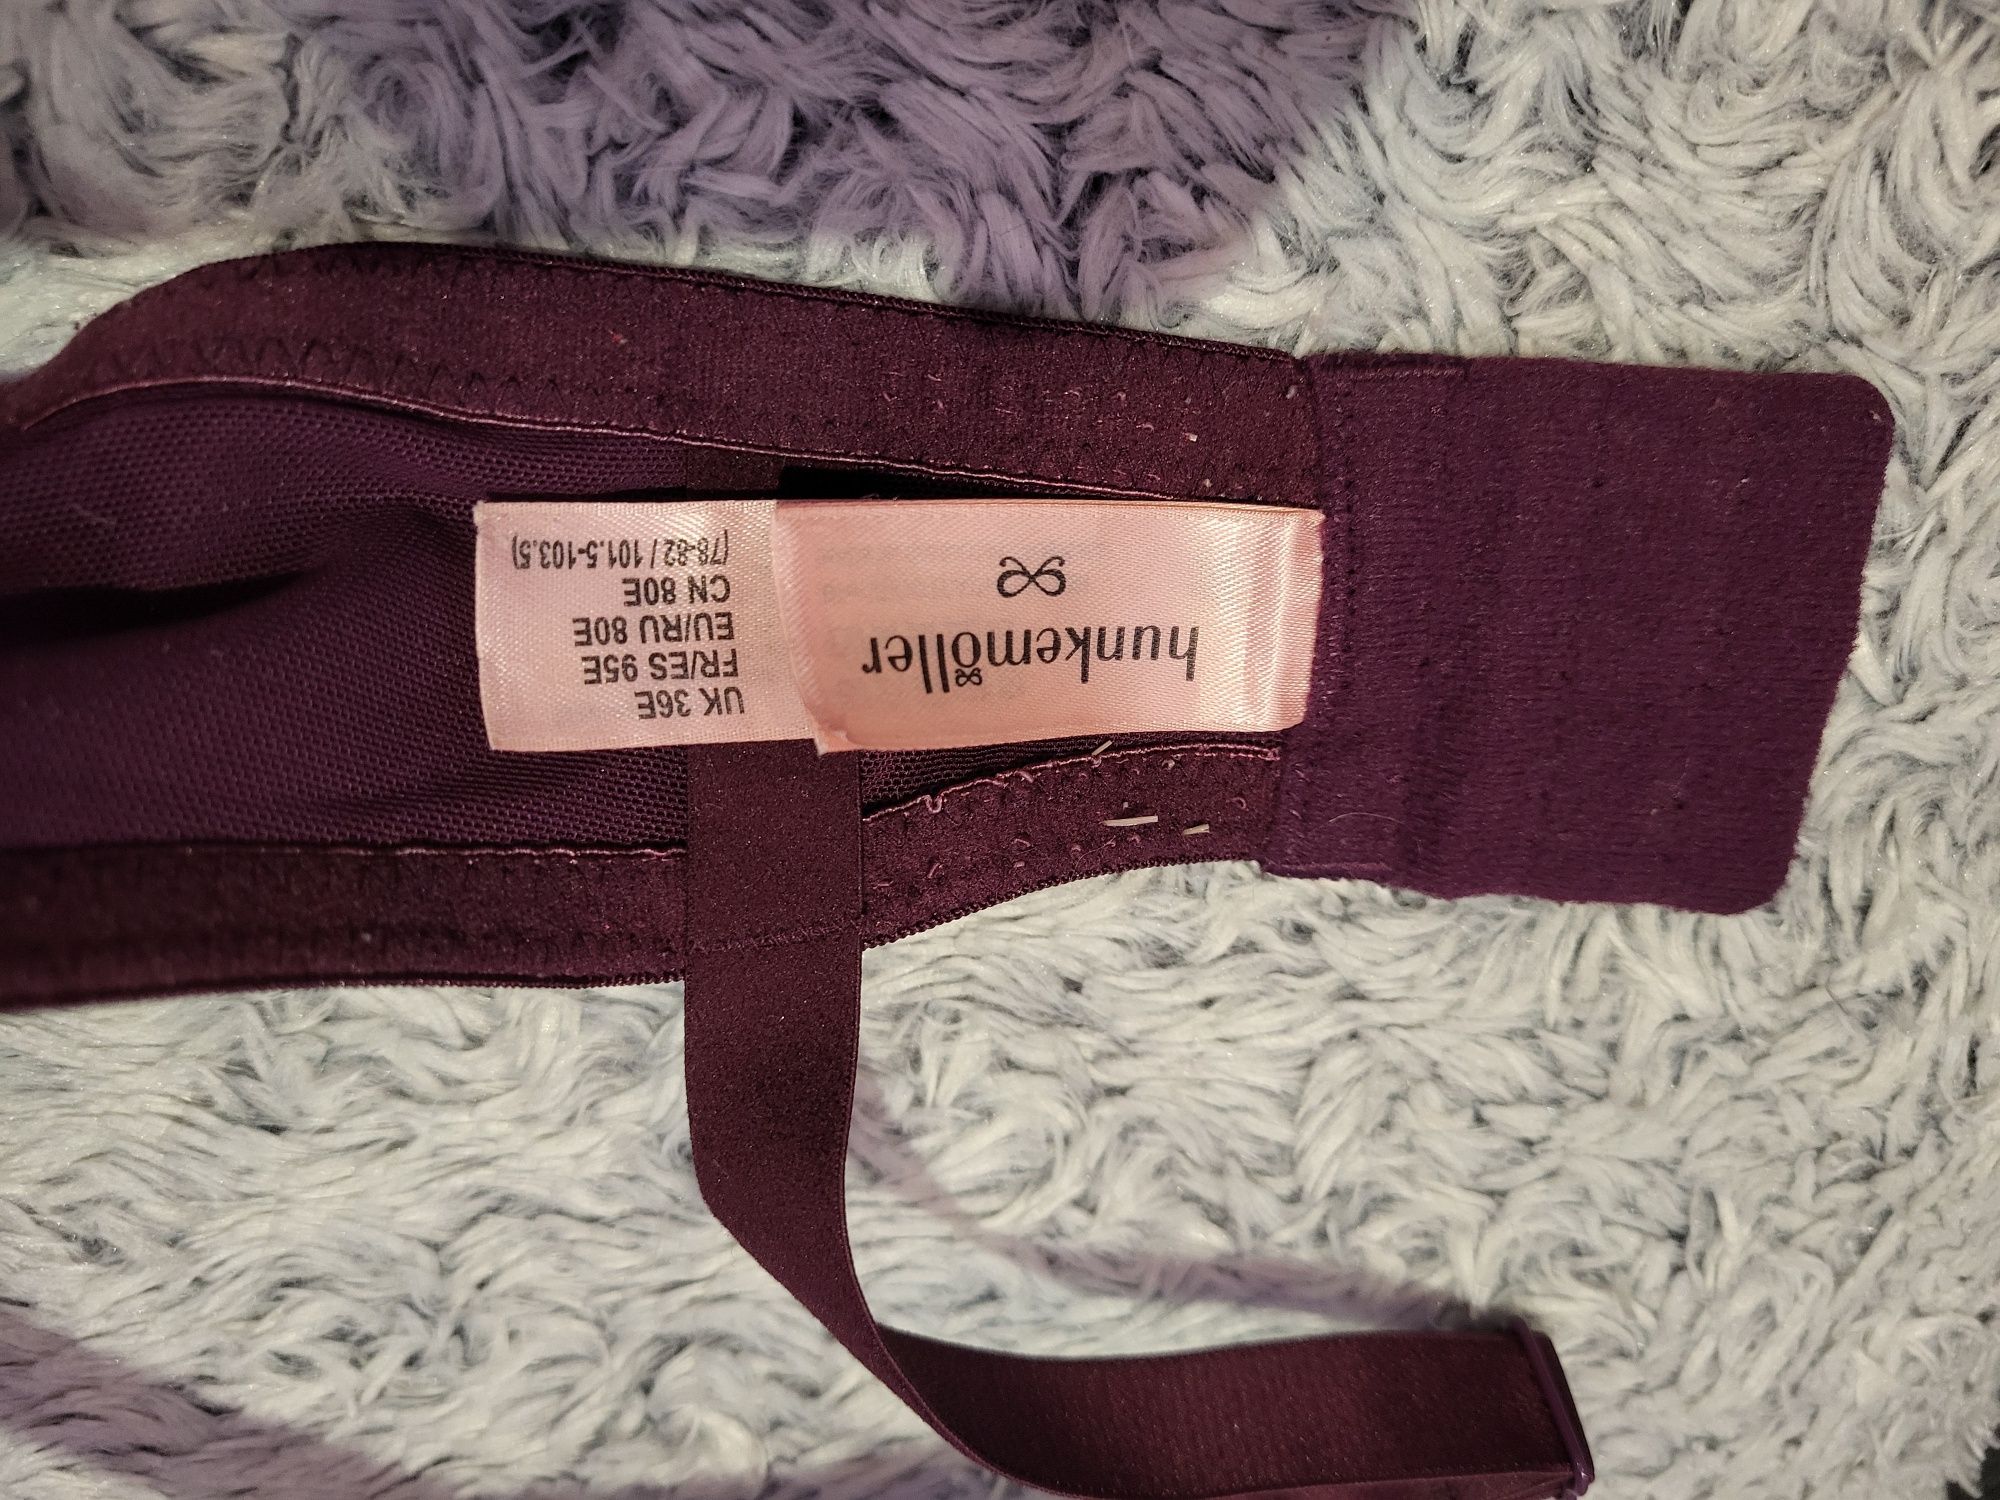 hunkemöller
UK 36E
FR/ES 95E
EU/RU 80E
CN 80E
(78-82 / 101.5-103.5)